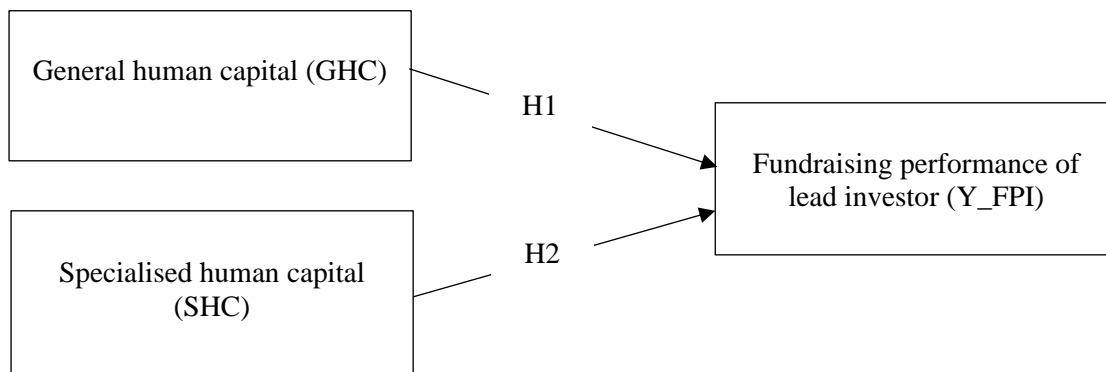 General human capital (GHC)
H1
Fundraising performance of
lead investor (Y_FPI)
H2
Specialised human capital
(SHC)